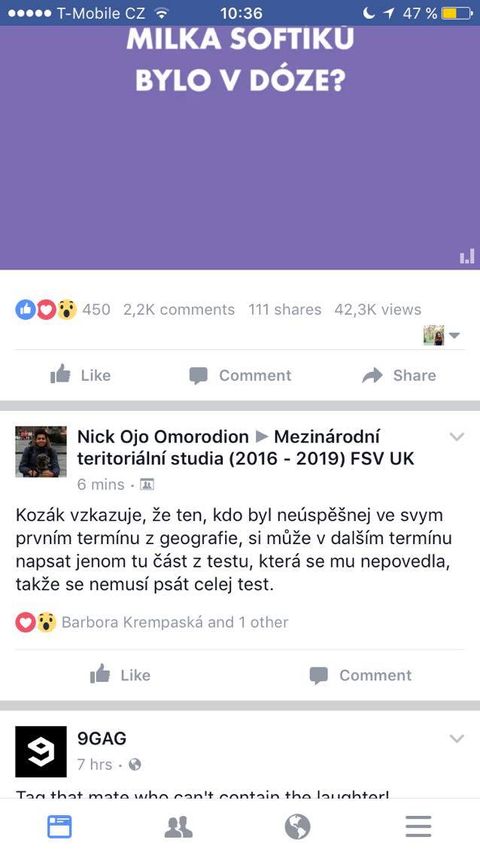 T-Mobile CZ 10:36 47 %
MILKA SOFTIKŮ
BYLO V DÓZE?
450 2,2K comments 111 shares 42,3K views
Like Comment Share
Nick Ojo Omorodion ▶ Mezinárodní
teritoriální studia (2016 - 2019) FSV UK
6 mins ·
Kozák vzkazuje, že ten, kdo byl neúspěšnej ve svym
prvním termínu z geografie, si může v dalším termínu
napsat jenom tu část z testu, která se mu nepovedla,
takže se nemusí psát celej test.
Barbora Krempaská and 1 other
Like Comment
9GAG
7 hrs ·
Tag that mate who can't contain the laughter!